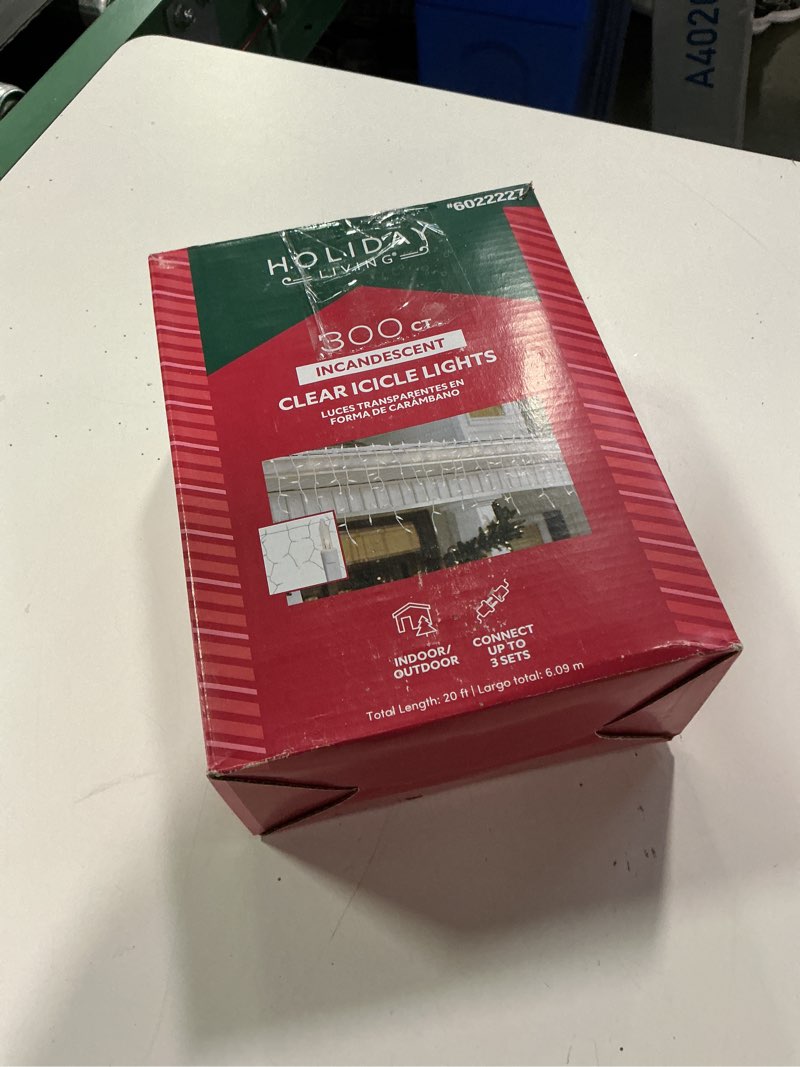 A402
#6022227
HOLIDAY
LIVING®
300 CT
INCANDESCENT
CLEAR ICICLE LIGHTS
LUCES TRANSPARENTES EN
FORMA DE CARÁMBANO
INDOOR/
OUTDOOR
CONNECT
UP TO
3 SETS
Total Length: 20 ft | Largo total: 6.09 m